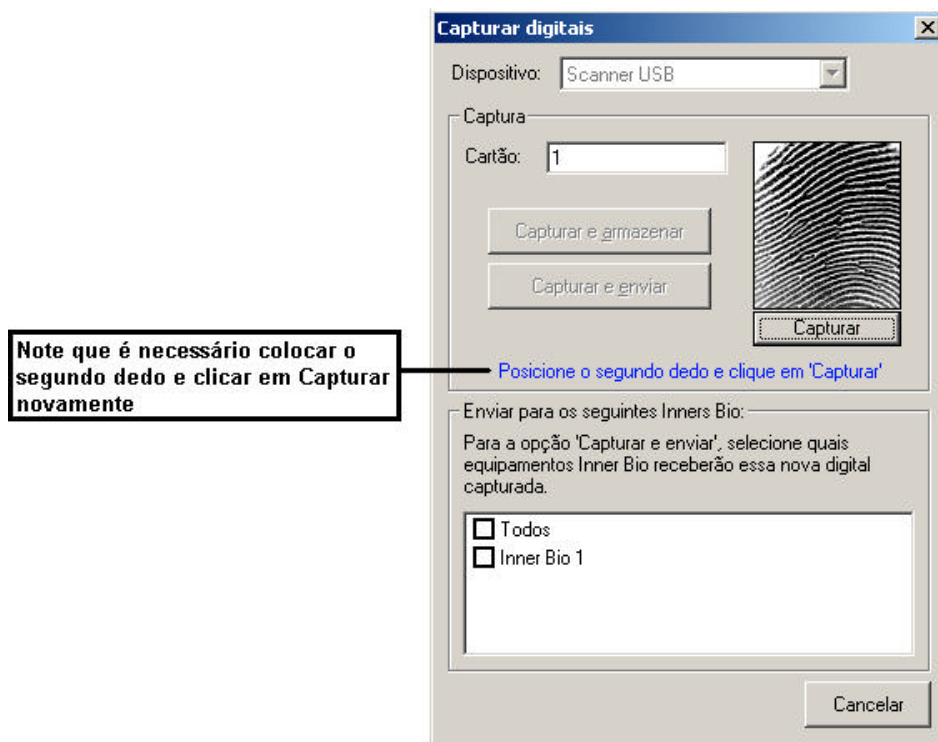 Capturar digitais
Dispositivo: Scanner USB
Captura
Cartão: 1
Capturar e armazenar
Capturar e enviar
Capturar
Note que é necessário colocar o
segundo dedo e clicar em Capturar
novamente
Posicione o segundo dedo e clique em 'Capturar'
Enviar para os seguintes Inners Bio:
Para a opção 'Capturar e enviar', selecione quais
equipamentos Inner Bio receberão essa nova digital
capturada.
Todos
Inner Bio 1
Cancelar